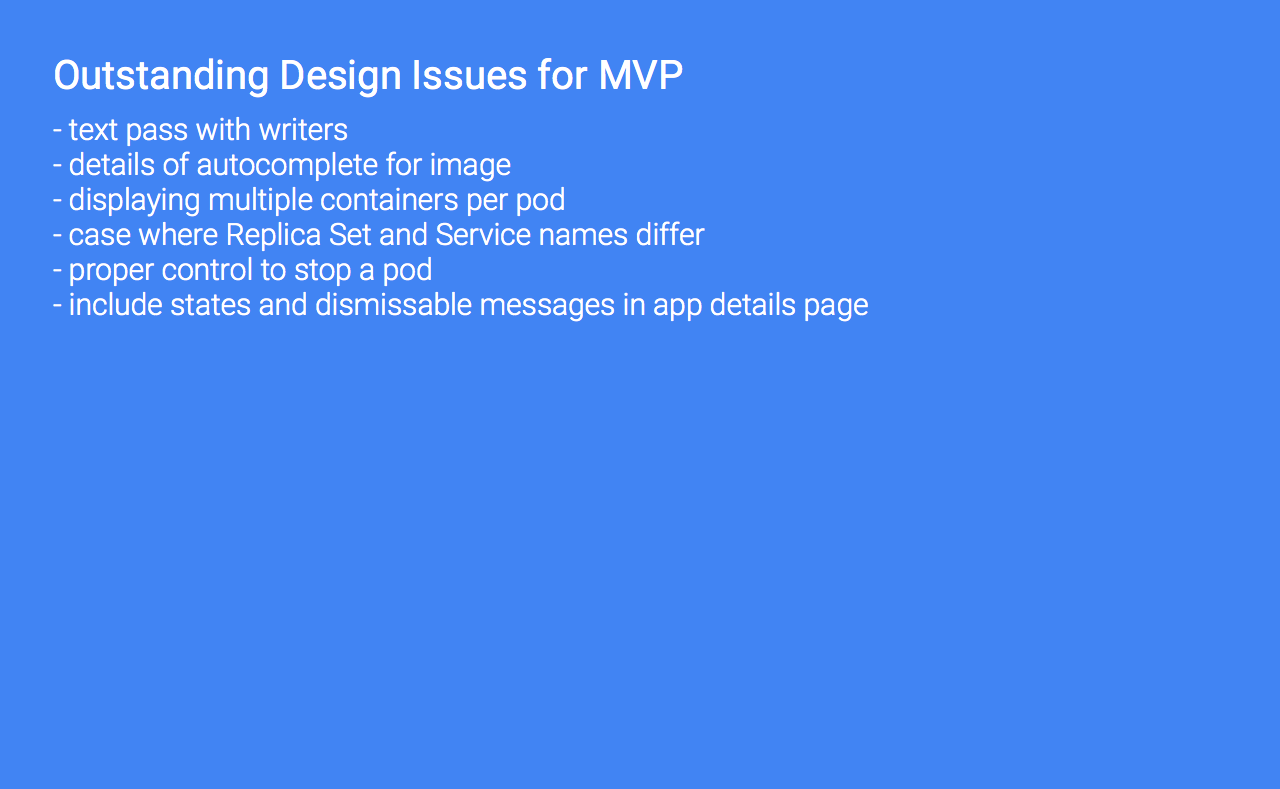 Outstanding Design Issues for MVP
- text pass with writers
- details of autocomplete for image
- displaying multiple containers per pod
- case where Replica Set and Service names differ
- proper control to stop a pod
- include states and dismissable messages in app details page